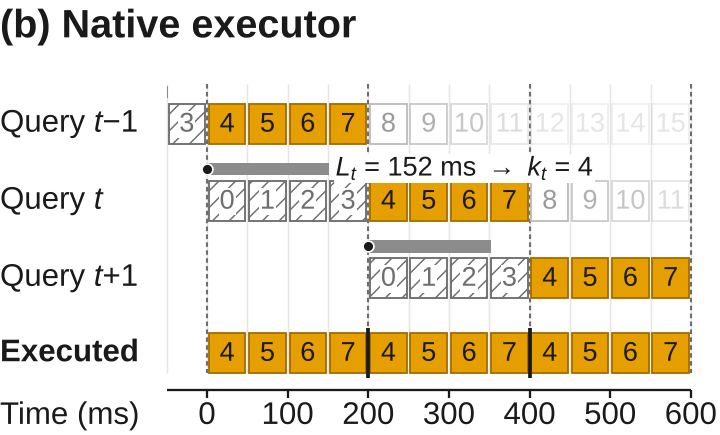 (b) Native executor
Query t−1 3 4 5 6 7 8 9 10 11 12 13 14 15
L_t = 152 ms → k_t = 4
Query t 0 1 2 3 4 5 6 7 8 9 10 11
Query t+1 0 1 2 3 4 5 6 7
Executed 4 5 6 7 4 5 6 7 4 5 6 7
Time (ms) 0 100 200 300 400 500 600